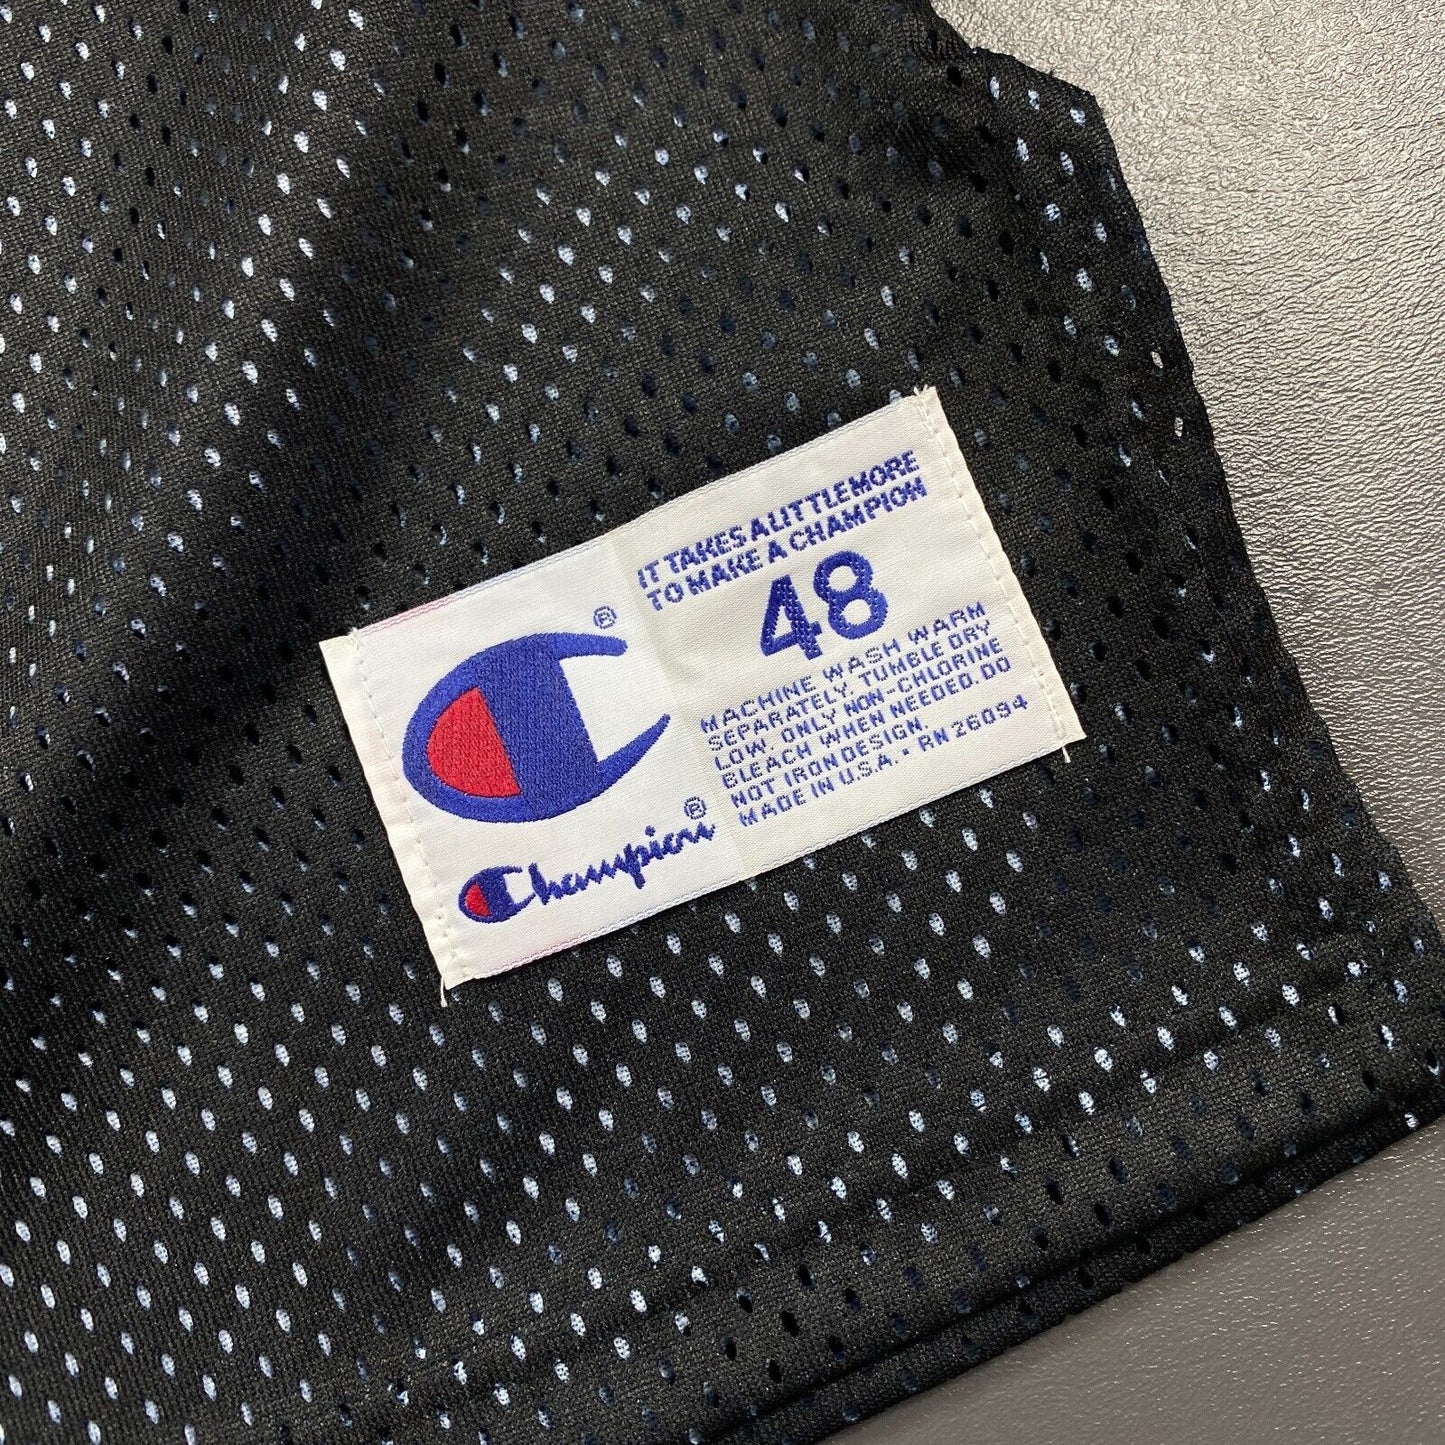 IT TAKES A LITTLE MORE
TO MAKE A CHAMPION
48
MACHINE WASH WARM
SEPARATELY. TUMBLE DRY
LOW. ONLY NON-CHLORINE
BLEACH WHEN NEEDED. DO
NOT IRON DESIGN.
MADE IN U.S.A. • RN 26094
®
Champion®